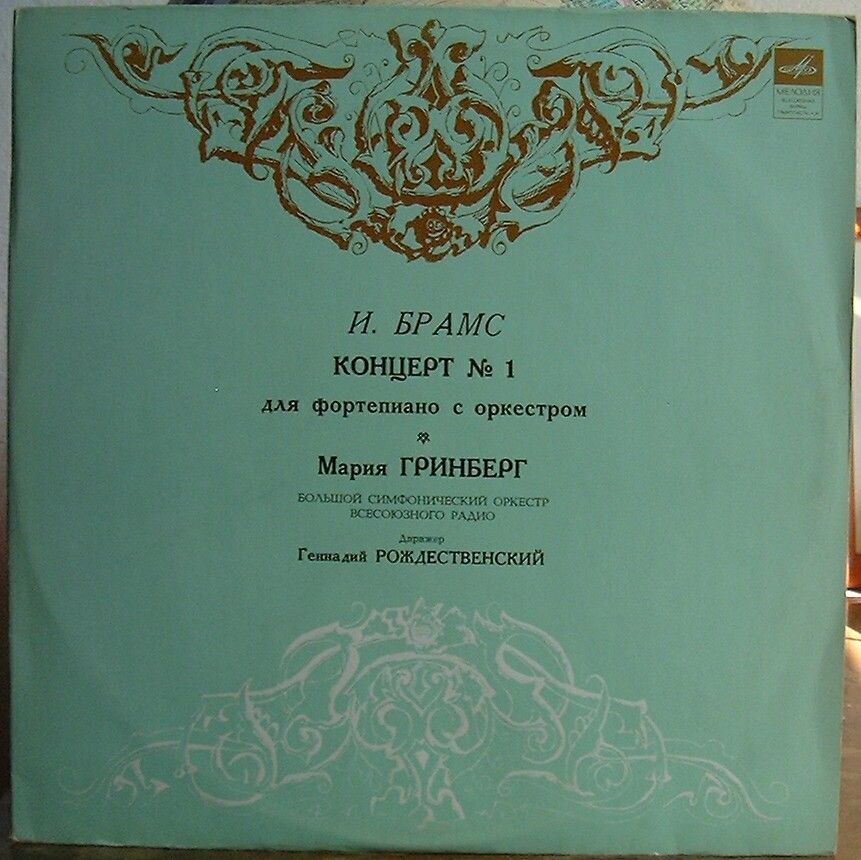 МЕЛОДИЯ
И. БРАМС
КОНЦЕРТ № 1
для фортепиано с оркестром
Мария ГРИНБЕРГ
БОЛЬШОЙ СИМФОНИЧЕСКИЙ ОРКЕСТР
ВСЕСОЮЗНОГО РАДИО
Дирижер
Геннадий РОЖДЕСТВЕНСКИЙ